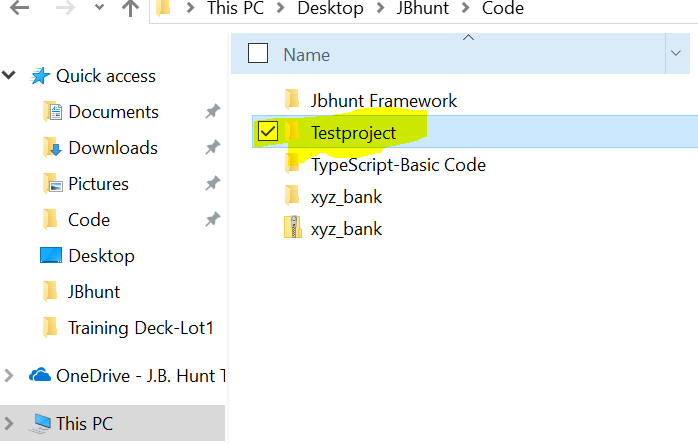 This PC > Desktop > JBhunt > Code
Name
Quick access
Documents
Downloads
Pictures
Code
Desktop
JBhunt
Training Deck-Lot1
OneDrive - J.B. Hunt T
This PC
Jbhunt Framework
Testproject
TypeScript-Basic Code
xyz_bank
xyz_bank